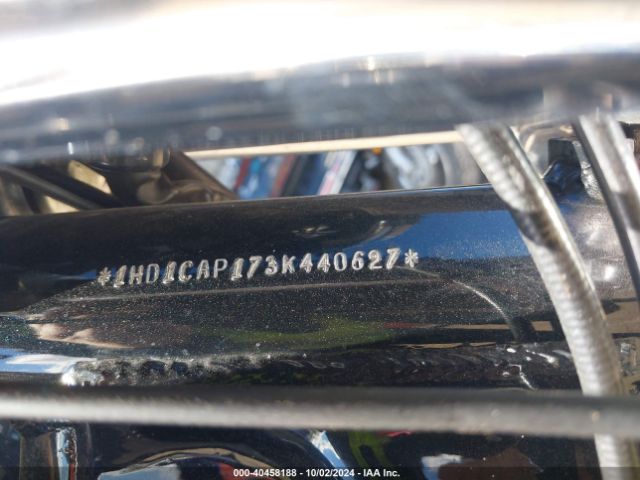 *1HD1CAP173K440627*
000-40458188 - 10/02/2024 - IAA Inc.